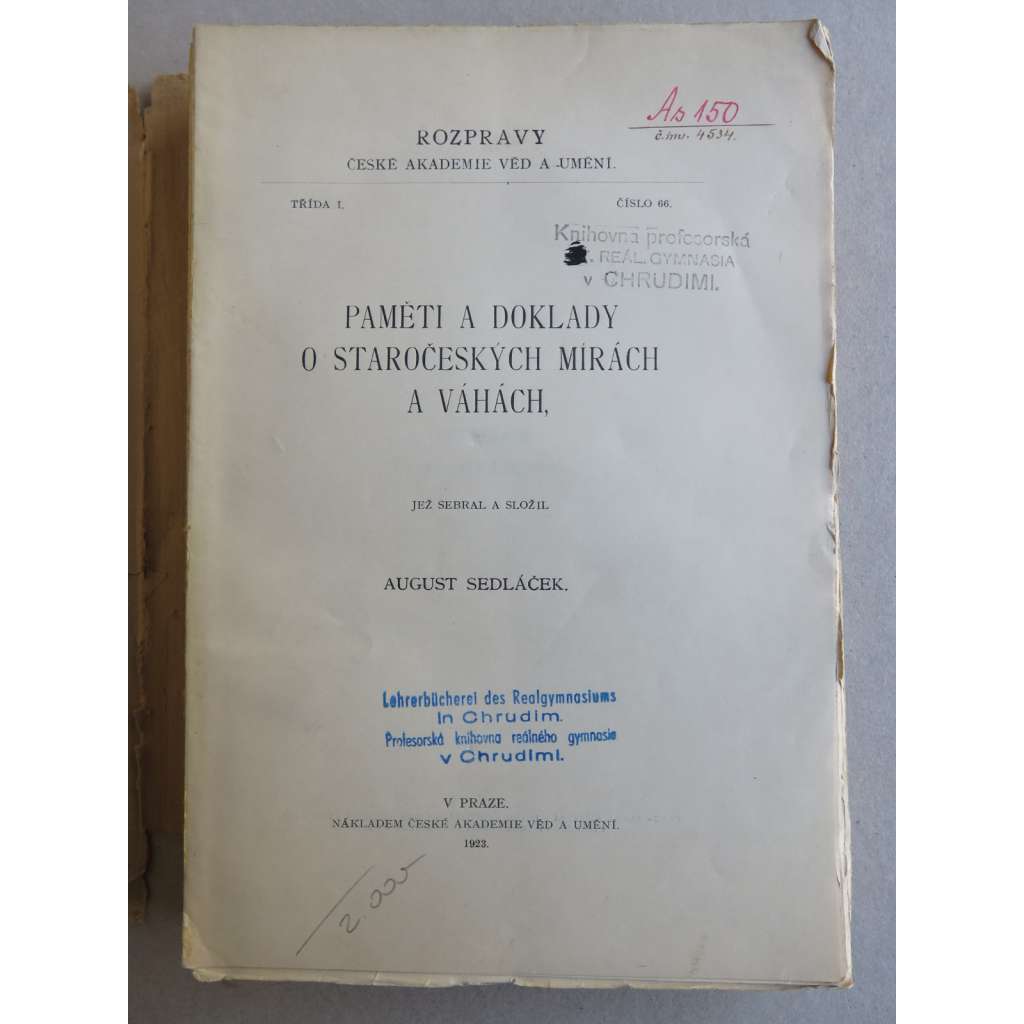 As 150
č. inv. 4534.
ROZPRAVY
ČESKÉ AKADEMIE VĚD A UMĚNÍ.
TŘÍDA I. ČÍSLO 66.
Knihovna profesorská
REÁL. GYMNASIA
v CHRUDIMI.
PAMĚTI A DOKLADY
O STAROČESKÝCH MÍRÁCH
A VÁHÁCH,
JEŽ SEBRAL A SLOŽIL
AUGUST SEDLÁČEK.
Lehrerbücherei des Realgymnasiums
in Chrudim.
Profesorská knihovna reálného gymnasia
v Chrudimi.
V PRAZE.
NÁKLADEM ČESKÉ AKADEMIE VĚD A UMĚNÍ.
1923.